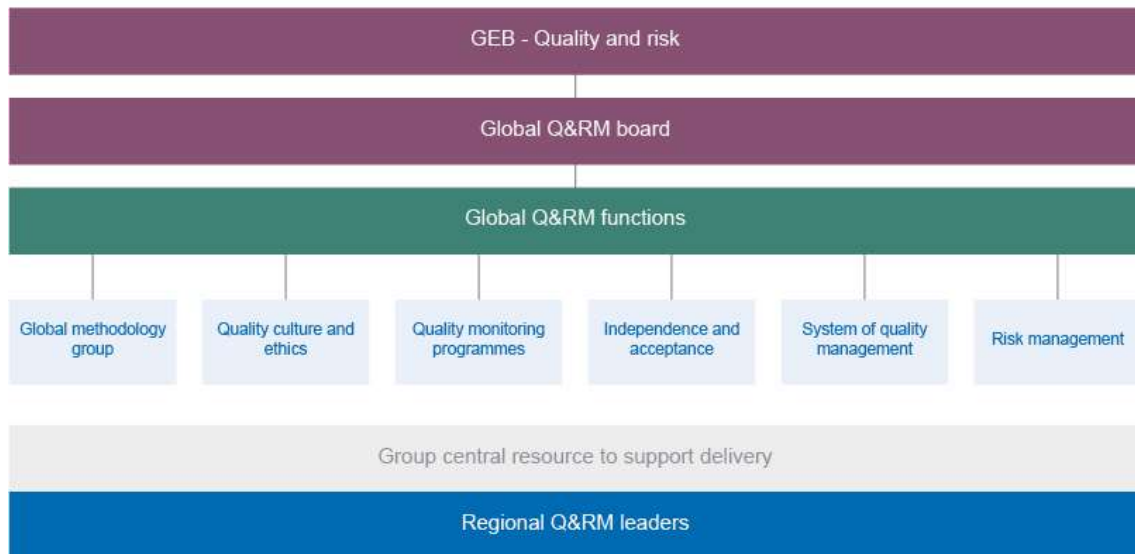 GEB - Quality and risk
Global Q&RM board
Global Q&RM functions
Global methodology
group
Quality culture and
ethics
Quality monitoring
programmes
Independence and
acceptance
System of quality
management
Risk management
Group central resource to support delivery
Regional Q&RM leaders